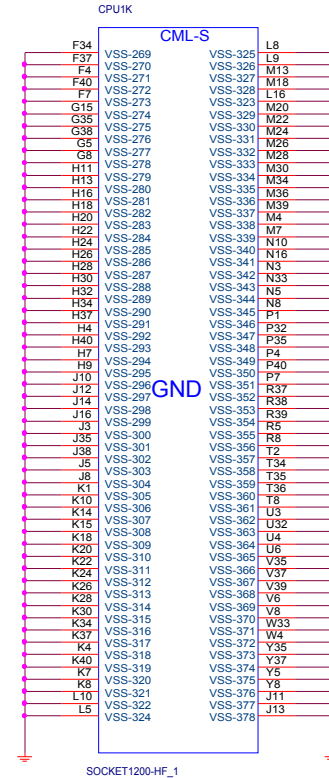 CPU1K
CML-S
F34 VSS-269 VSS-325 L8
F37 VSS-270 VSS-326 L9
F4 VSS-271 VSS-327 M13
F40 VSS-272 VSS-328 M18
F7 VSS-273 VSS-323 L16
G15 VSS-274 VSS-329 M20
G35 VSS-275 VSS-330 M22
G38 VSS-276 VSS-331 M24
G5 VSS-277 VSS-332 M26
G8 VSS-278 VSS-333 M28
H11 VSS-279 VSS-334 M30
H13 VSS-280 VSS-335 M34
H16 VSS-281 VSS-336 M36
H18 VSS-282 VSS-337 M39
H20 VSS-283 VSS-338 M4
H22 VSS-284 VSS-339 M7
H24 VSS-285 VSS-340 N10
H26 VSS-286 VSS-341 N16
H28 VSS-287 VSS-342 N3
H30 VSS-288 VSS-343 N33
H32 VSS-289 VSS-344 N5
H34 VSS-290 VSS-345 N8
H37 VSS-291 VSS-346 P1
H4 VSS-292 VSS-347 P32
H40 VSS-293 VSS-348 P35
H7 VSS-294 VSS-349 P4
H9 VSS-295 VSS-350 P40
J10 VSS-296 VSS-351 P7
J12 VSS-297 GND VSS-352 R37
J14 VSS-298 VSS-353 R38
J16 VSS-299 VSS-354 R39
J3 VSS-300 VSS-355 R5
J35 VSS-301 VSS-356 R8
J38 VSS-302 VSS-357 T2
J5 VSS-303 VSS-358 T34
J8 VSS-304 VSS-359 T35
K1 VSS-305 VSS-360 T36
K10 VSS-306 VSS-361 T8
K14 VSS-307 VSS-362 U3
K15 VSS-308 VSS-363 U32
K18 VSS-309 VSS-364 U4
K20 VSS-310 VSS-365 U6
K22 VSS-311 VSS-366 V35
K24 VSS-312 VSS-367 V37
K26 VSS-313 VSS-368 V39
K28 VSS-314 VSS-369 V6
K30 VSS-315 VSS-370 V8
K34 VSS-316 VSS-371 W33
K37 VSS-317 VSS-372 W4
K4 VSS-318 VSS-373 Y35
K40 VSS-319 VSS-374 Y37
K7 VSS-320 VSS-375 Y5
K8 VSS-321 VSS-376 Y8
L10 VSS-322 VSS-377 J11
L5 VSS-324 VSS-378 J13
SOCKET1200-HF_1